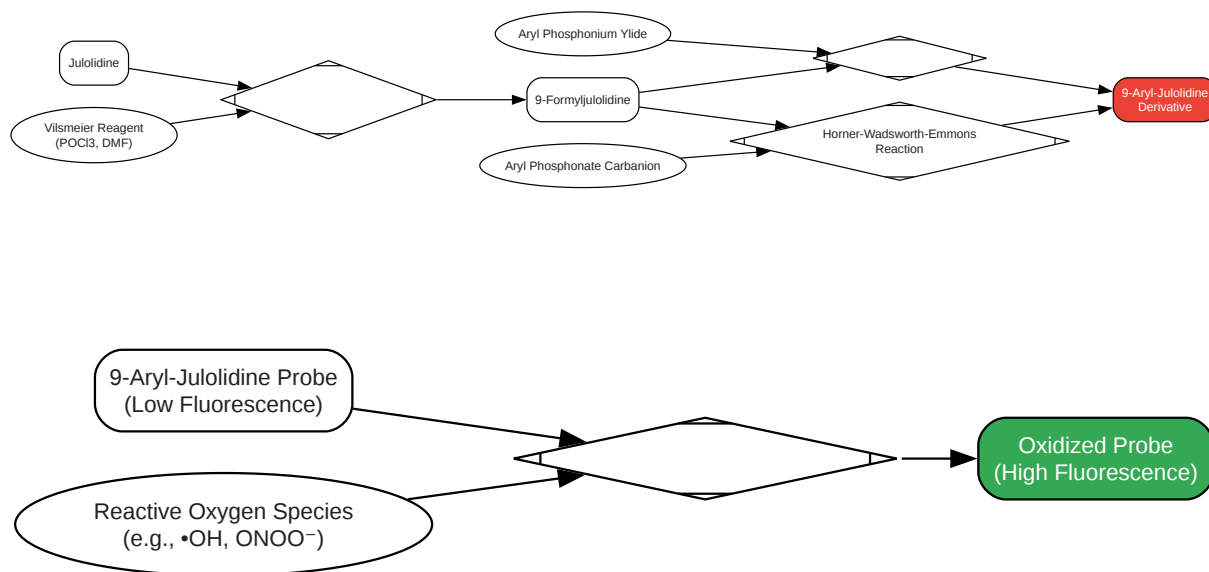 Aryl Phosphonium Ylide
Julolidine
Vilsmeier Reagent
(POCl3, DMF)
9-Formyljulolidine
Horner-Wadsworth-Emmons
Reaction
Aryl Phosphonate Carbanion
9-Aryl-Julolidine
Derivative
9-Aryl-Julolidine Probe
(Low Fluorescence)
Reactive Oxygen Species
(e.g., •OH, ONOO⁻)
Oxidized Probe
(High Fluorescence)